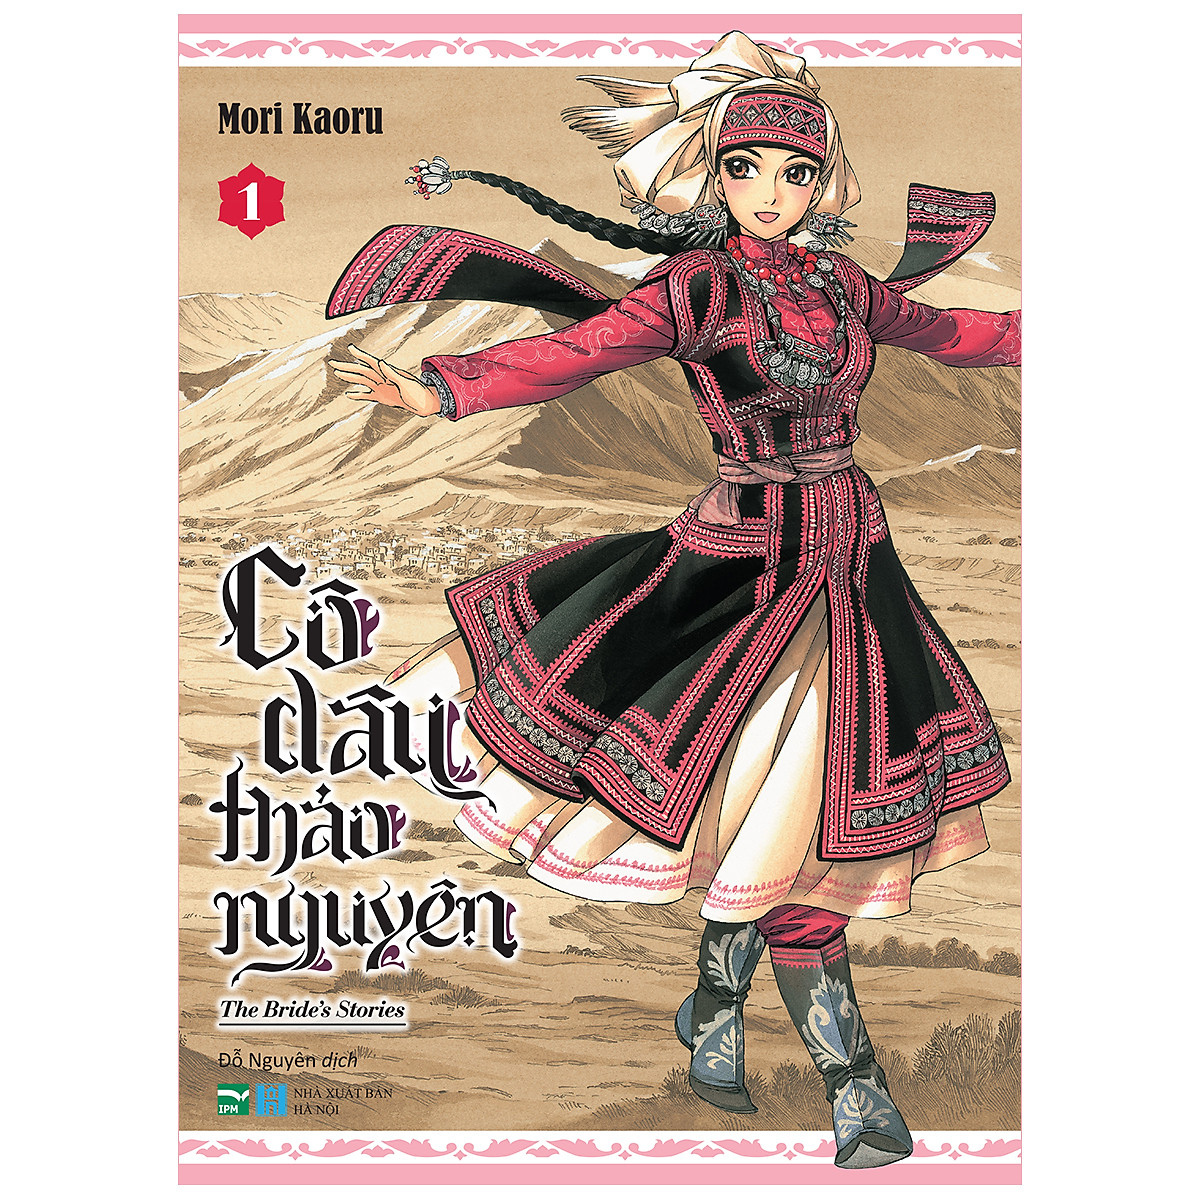 Mori Kaoru
1
Cô
dâu
thảo
nguyên
The Bride's Stories
Đỗ Nguyên dịch
IPM
NHÀ XUẤT BẢN
HÀ NỘI